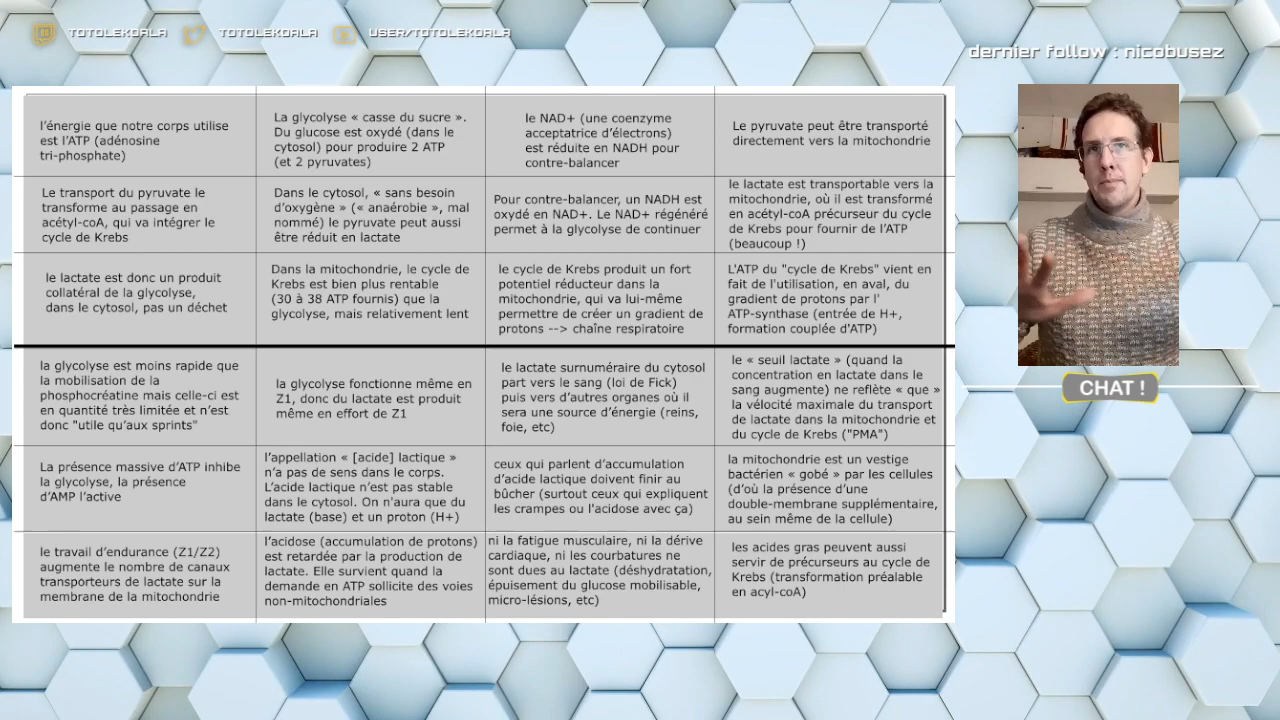 TOTOLEKOALA
TOTOLEKOALA
USER/TOTOLEKOALA
dernier follow : nicobusez
l’énergie que notre corps utilise
est l’ATP (adénosine
tri-phosphate)
La glycolyse « casse du sucre ».
Du glucose est oxydé (dans le
cytosol) pour produire 2 ATP
(et 2 pyruvates)
le NAD+ (une coenzyme
acceptatrice d’électrons)
est réduite en NADH pour
contre-balancer
Le pyruvate peut être transporté
directement vers la mitochondrie
Le transport du pyruvate le
transforme au passage en
acétyl-coA, qui va intégrer le
cycle de Krebs
Dans le cytosol, « sans besoin
d’oxygène » (« anaérobie », mal
nommé) le pyruvate peut aussi
être réduit en lactate
Pour contre-balancer, un NADH est
oxydé en NAD+. Le NAD+ régénéré
permet à la glycolyse de continuer
le lactate est transportable vers la
mitochondrie, où il est transformé
en acétyl-coA précurseur du cycle
de Krebs pour fournir de l’ATP
(beaucoup !)
le lactate est donc un produit
collatéral de la glycolyse,
dans le cytosol, pas un déchet
Dans la mitochondrie, le cycle de
Krebs est bien plus rentable
(30 à 38 ATP fournis) que la
glycolyse, mais relativement lent
le cycle de Krebs produit un fort
potentiel réducteur dans la
mitochondrie, qui va lui-même
permettre de créer un gradient de
protons --> chaîne respiratoire
L'ATP du "cycle de Krebs" vient en
fait de l'utilisation, en aval, du
gradient de protons par l'
ATP-synthase (entrée de H+,
formation couplée d'ATP)
la glycolyse est moins rapide que
la mobilisation de la
phosphocréatine mais celle-ci est
en quantité très limitée et n’est
donc "utile qu’aux sprints"
la glycolyse fonctionne même en
Z1, donc du lactate est produit
même en effort de Z1
le lactate surnuméraire du cytosol
part vers le sang (loi de Fick)
puis vers d’autres organes où il
sera une source d’énergie (reins,
foie, etc)
le « seuil lactate » (quand la
concentration en lactate dans le
sang augmente) ne reflète « que »
la vélocité maximale du transport
de lactate dans la mitochondrie et
du cycle de Krebs ("PMA")
La présence massive d’ATP inhibe
la glycolyse, la présence
d’AMP l’active
l’appellation « [acide] lactique »
n’a pas de sens dans le corps.
L’acide lactique n’est pas stable
dans le cytosol. On n'aura que du
lactate (base) et un proton (H+)
ceux qui parlent d’accumulation
d’acide lactique doivent finir au
bûcher (surtout ceux qui expliquent
les crampes ou l'acidose avec ça)
la mitochondrie est un vestige
bactérien « gobé » par les cellules
(d’où la présence d’une
double-membrane supplémentaire,
au sein même de la cellule)
le travail d’endurance (Z1/Z2)
augmente le nombre de canaux
transporteurs de lactate sur la
membrane de la mitochondrie
l’acidose (accumulation de protons)
est retardée par la production de
lactate. Elle survient quand la
demande en ATP sollicite des voies
non-mitochondriales
ni la fatigue musculaire, ni la dérive
cardiaque, ni les courbatures ne
sont dues au lactate (déshydratation,
épuisement du glucose mobilisable,
micro-lésions, etc)
les acides gras peuvent aussi
servir de précurseurs au cycle de
Krebs (transformation préalable
en acyl-coA)
CHAT !